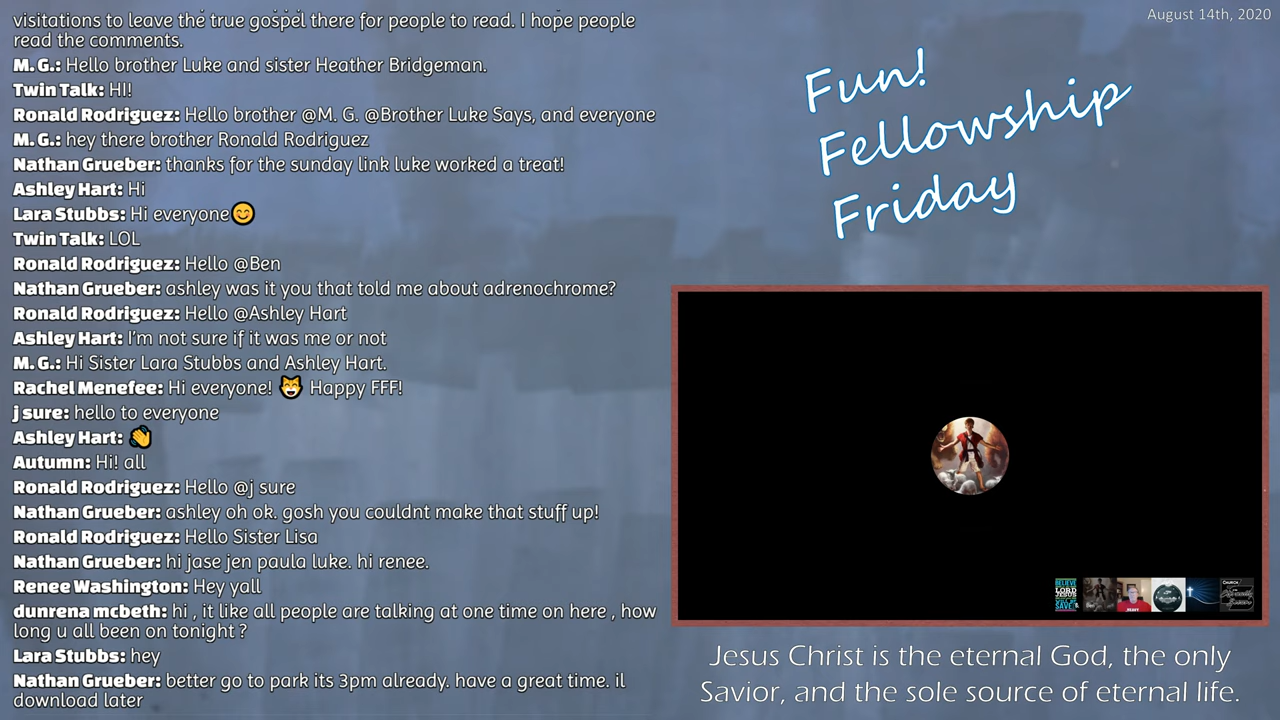 visitations to leave the true gospel there for people to read. I hope people
read the comments.
M. G.: Hello brother Luke and sister Heather Bridgeman.
Twin Talk: HI!
Ronald Rodriguez: Hello brother @M. G. @Brother Luke Says, and everyone
M. G.: hey there brother Ronald Rodriguez
Nathan Grueber: thanks for the sunday link luke worked a treat!
Ashley Hart: Hi
Lara Stubbs: Hi everyone😊
Twin Talk: LOL
Ronald Rodriguez: Hello @Ben
Nathan Grueber: ashley was it you that told me about adrenochrome?
Ronald Rodriguez: Hello @Ashley Hart
Ashley Hart: I'm not sure if it was me or not
M. G.: Hi Sister Lara Stubbs and Ashley Hart.
Rachel Menefee: Hi everyone! 😸 Happy FFF!
j sure: hello to everyone
Ashley Hart: 👋
Autumn: Hi! all
Ronald Rodriguez: Hello @j sure
Nathan Grueber: ashley oh ok. gosh you couldnt make that stuff up!
Ronald Rodriguez: Hello Sister Lisa
Nathan Grueber: hi jase jen paula luke. hi renee.
Renee Washington: Hey yall
dunrena mcbeth: hi , it like all people are talking at one time on here , how
long u all been on tonight ?
Lara Stubbs: hey
Nathan Grueber: better go to park its 3pm already. have a great time. il
download later
August 14th, 2020
Fun!
Fellowship
Friday
BELIEVE
LORD
JESUS
SAVE
Jesus Christ is the eternal God, the only
Savior, and the sole source of eternal life.